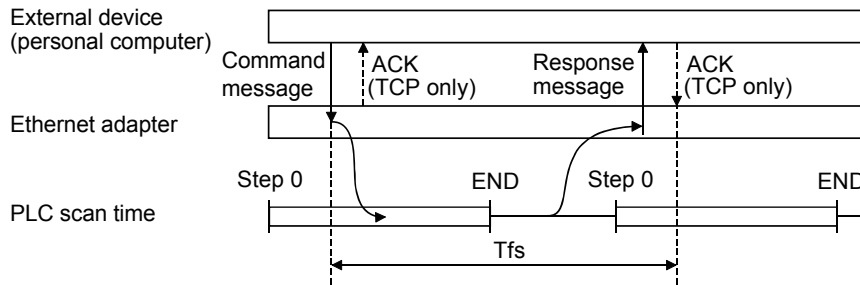 External device
(personal computer)
Command
message
ACK
(TCP only)
Response
message
ACK
(TCP only)
Ethernet adapter
Step 0
END
Step 0
END
PLC scan time
Tfs